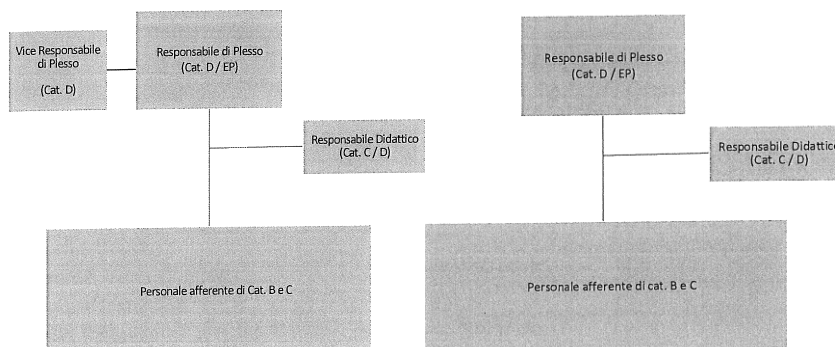 Vice Responsabile
di Plesso
(Cat. D)
Responsabile di Plesso
(Cat. D / EP)
Responsabile Didattico
(Cat. C / D)
Personale afferente di Cat. B e C
Responsabile di Plesso
(Cat. D / EP)
Responsabile Didattico
(Cat. C / D)
Personale afferente di cat. B e C